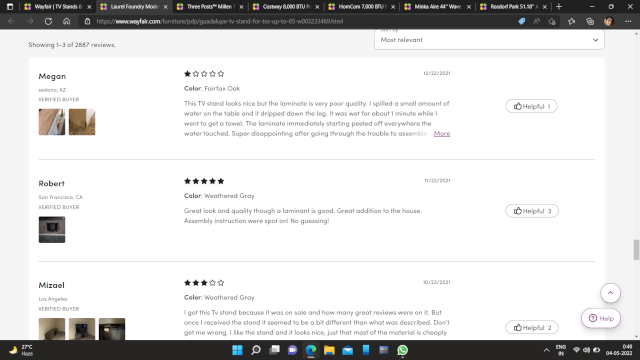 Wayfair | TV Stands &
Laurel Foundry Modern
Three Posts™ Millen T
Costway 8,000 BTU Po
HomCom 7,000 BTU P
Minka Aire 44" Wave
Rosdorf Park 51.18" A
https://www.wayfair.com/furniture/pdp/guadalupe-tv-stand-for-tvs-up-to-65-w003233469.html
Showing 1-3 of 2887 reviews.
Most relevant
Megan
sedona, AZ
VERIFIED BUYER
12/23/2021
Color: Fairfax Oak
This TV stand looks nice but the laminate is very poor quality. I spilled a small amount of
water on the table and it dripped down the leg. It was wet for about 1 minute while I
went to get a towel. The laminate immediately starting peeled off everywhere the
water touched. Super disappointing after going through the trouble to assemble More
Helpful 1
Robert
San Francisco, CA
VERIFIED BUYER
11/22/2021
Color: Weathered Gray
Great look and quality though a laminant is good. Great addition to the house.
Assembly instruction were spot on! No guessing!
Helpful 3
Mizael
Los Angeles
VERIFIED BUYER
10/23/2021
Color: Weathered Gray
I got this Tv stand because it was on sale and how many great reviews were on it. But
once I received the stand it seemed to be a bit different than what was described. Don't
get me wrong, I like the stand and it looks nice, just that most of the material is cheaply
Helpful 2
Help
27°C
Haze
ENG
IN
0:40
04-05-2022